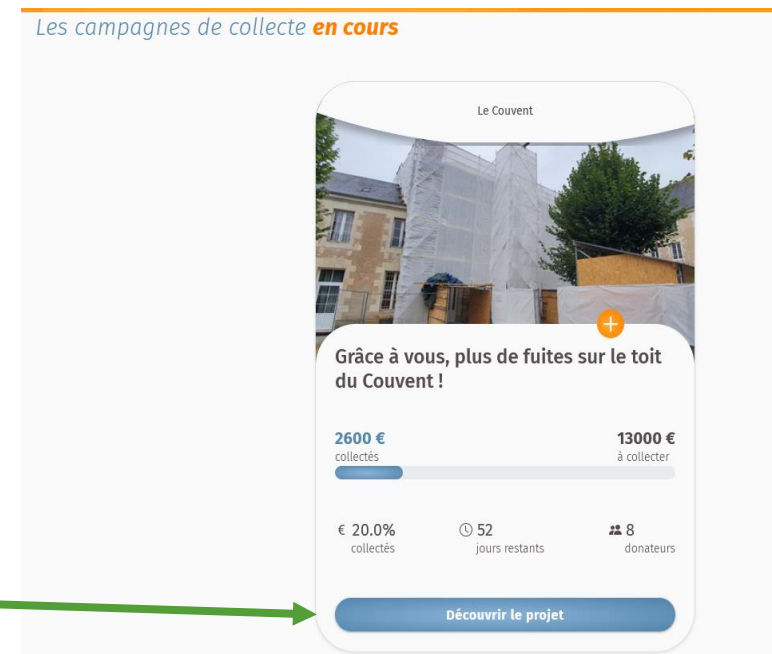 Les campagnes de collecte en cours
Le Couvent
Grâce à vous, plus de fuites sur le toit
du Couvent !
2600 €
collectés
13000 €
à collecter
€ 20.0%
collectés
52
jours restants
8
donateurs
Découvrir le projet